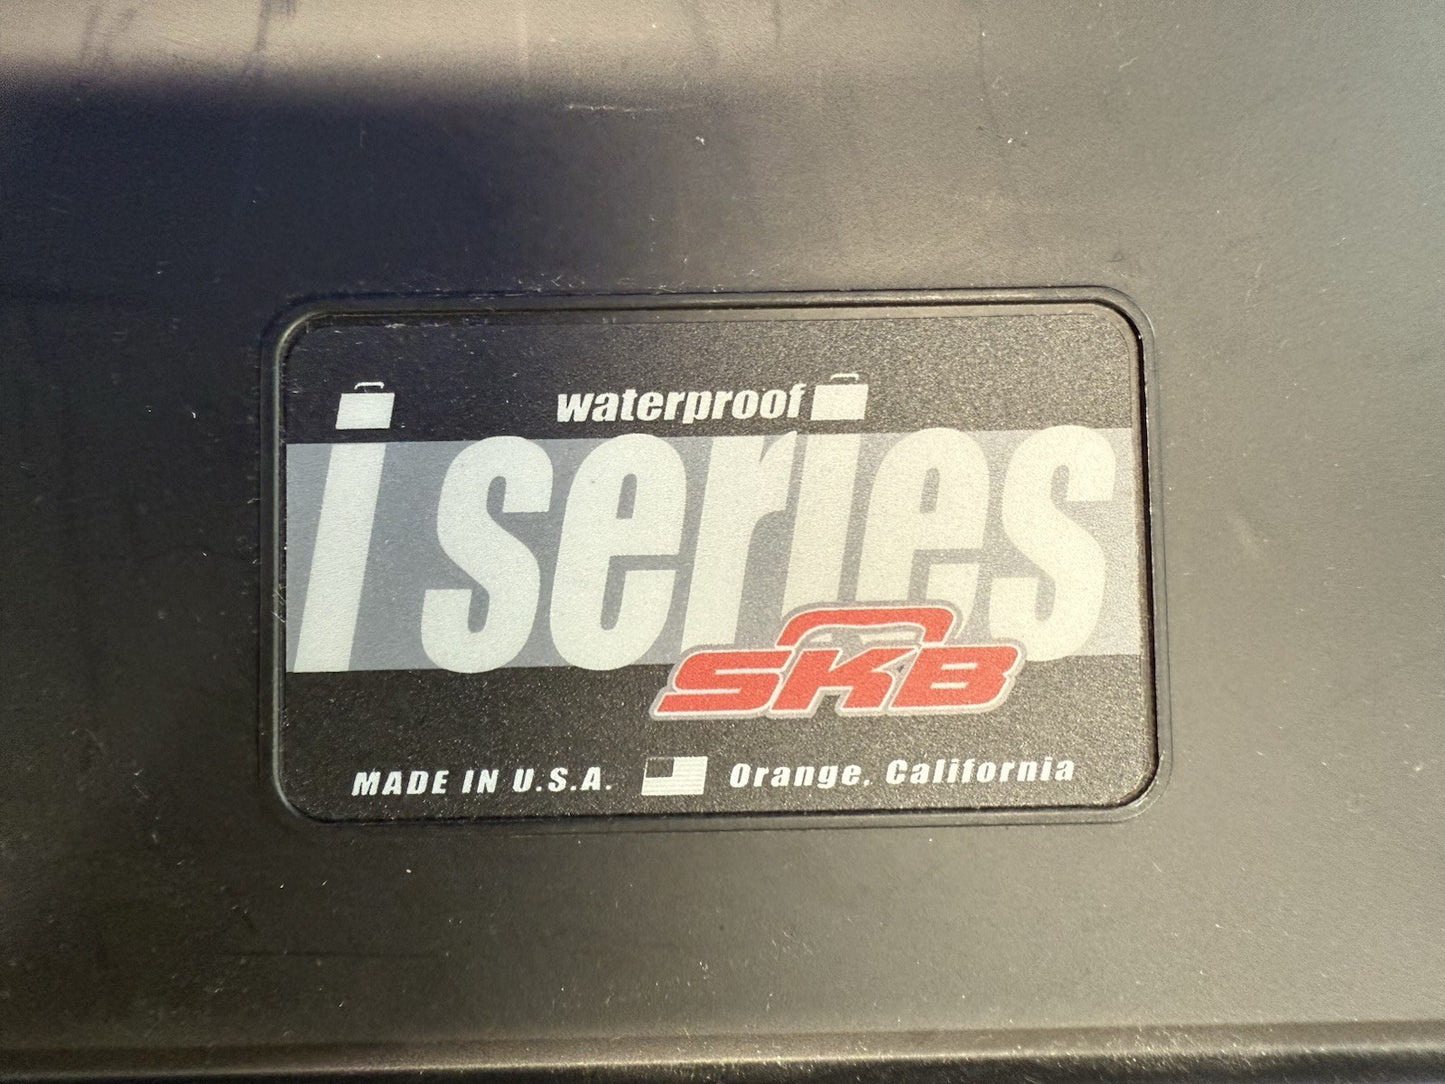 waterproof
i series
SKB
MADE IN U.S.A. Orange, California